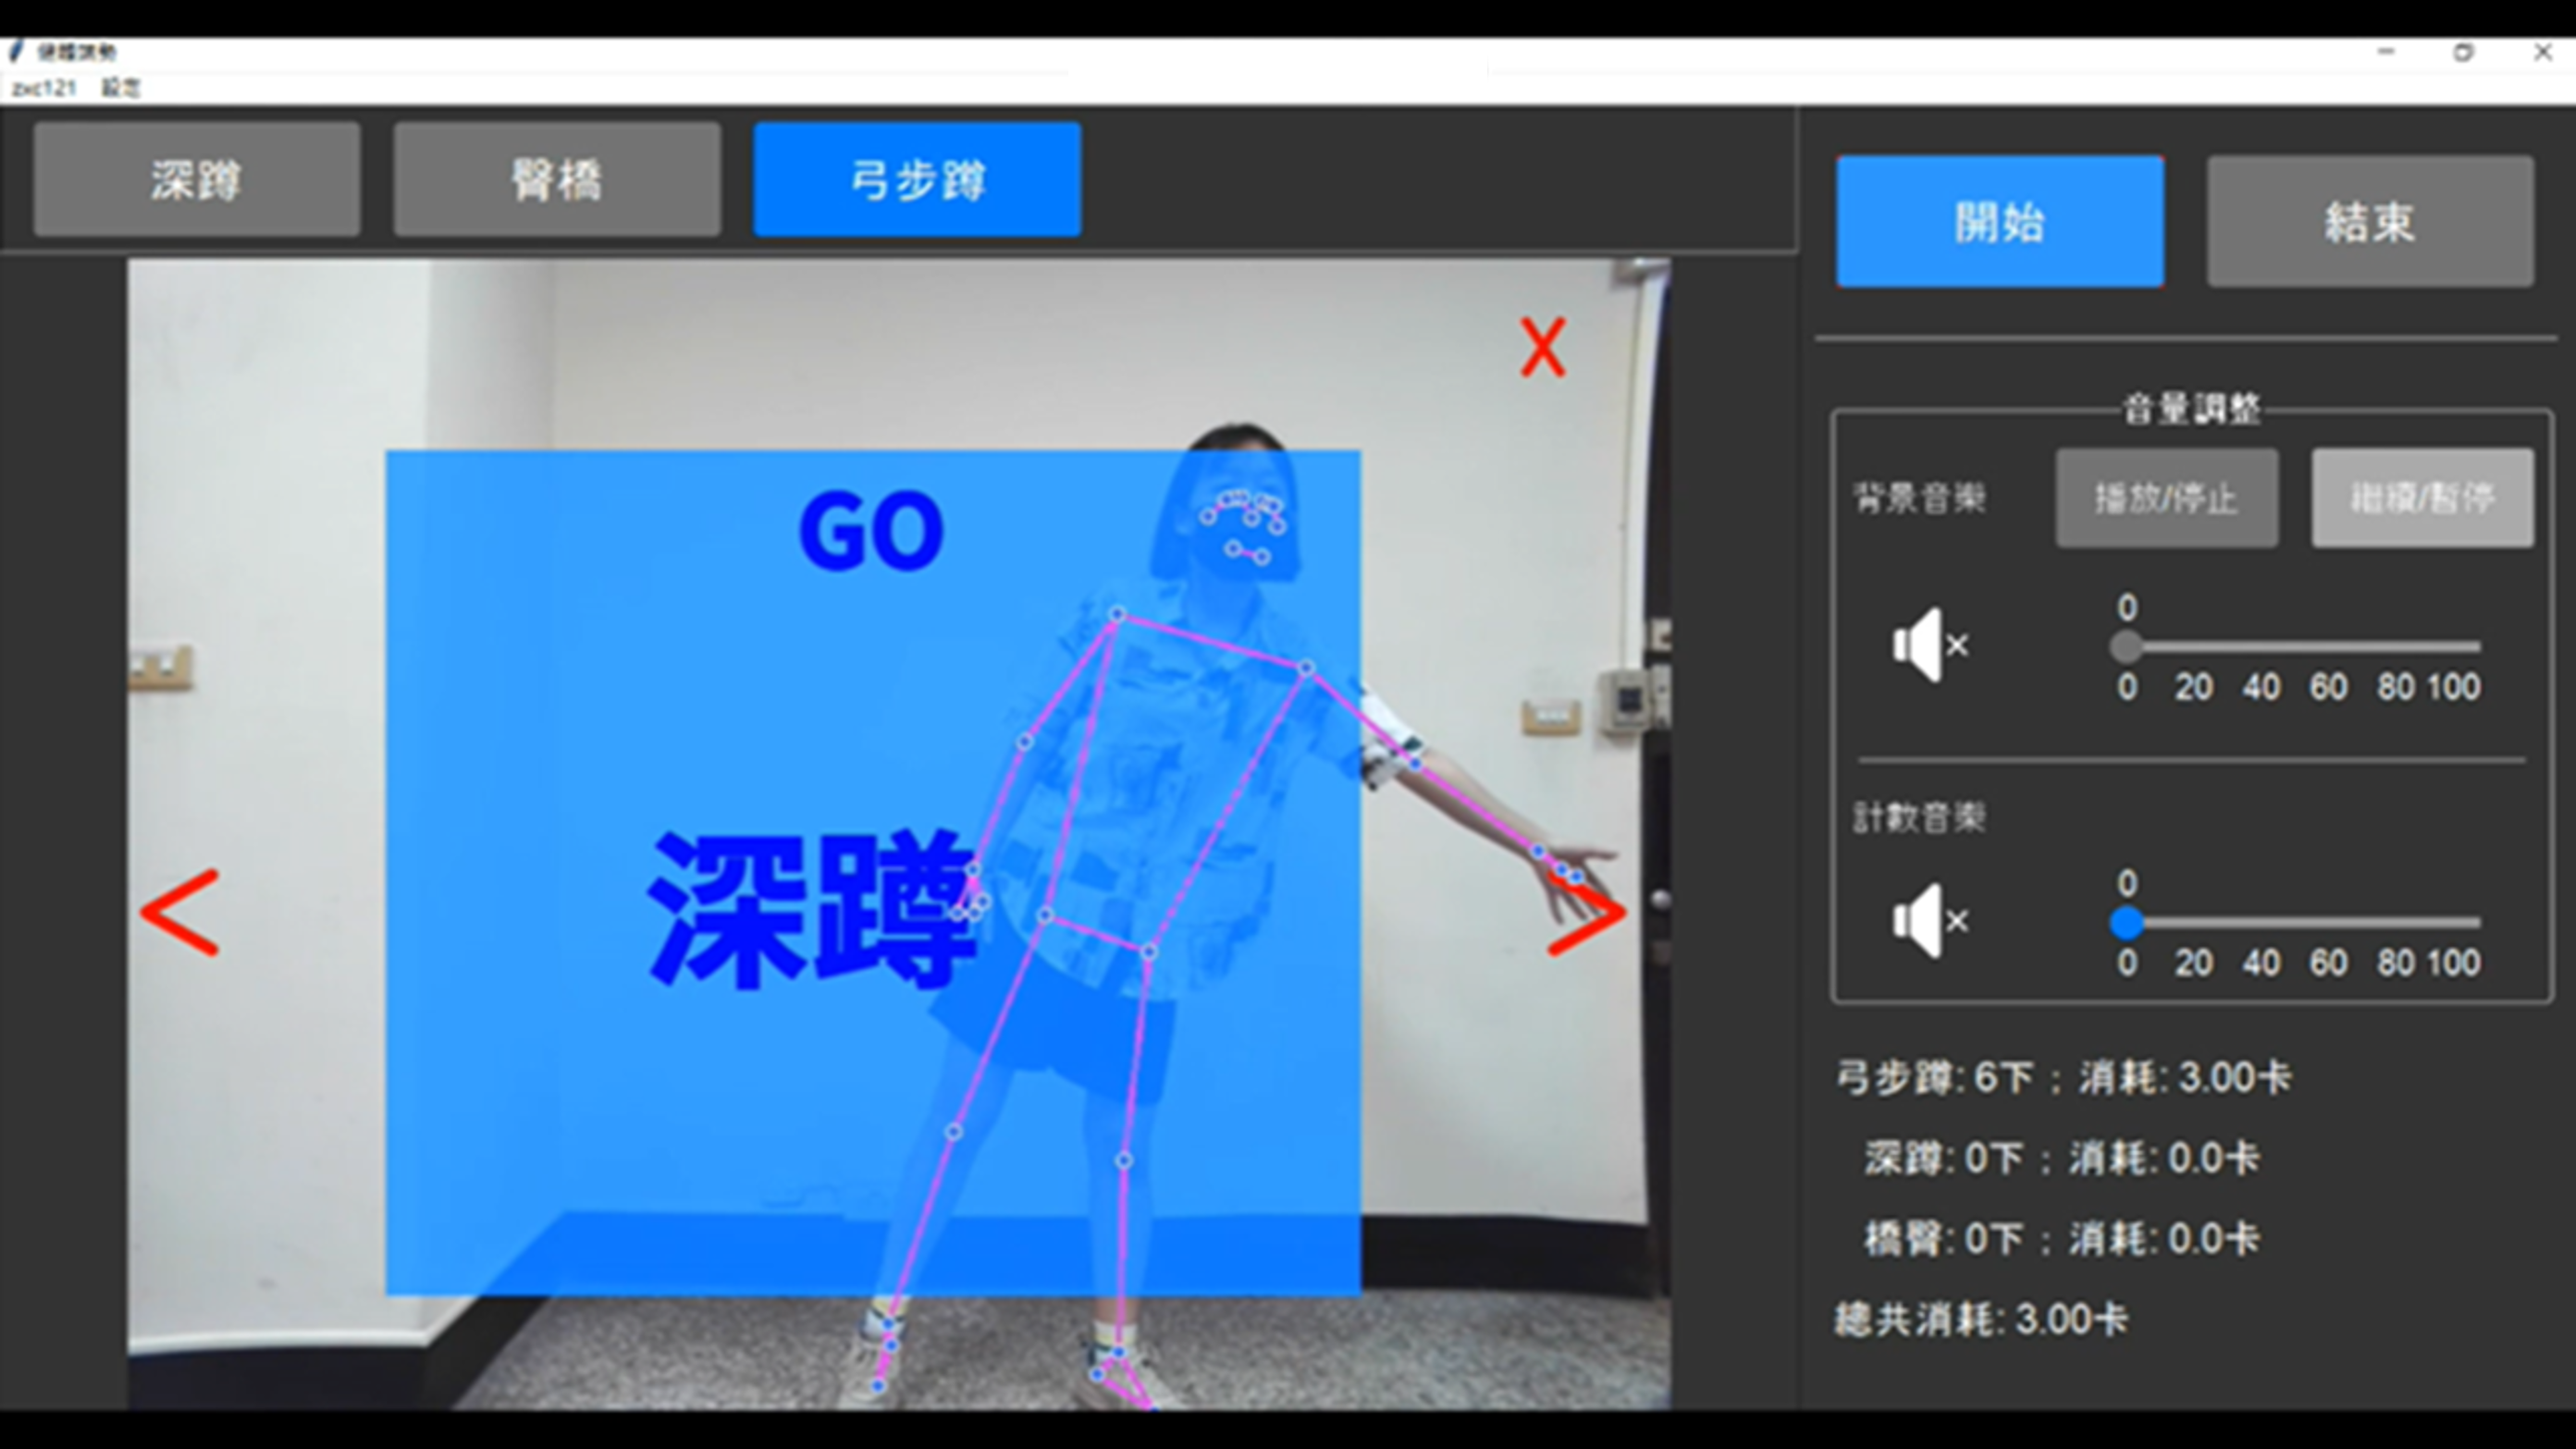 zxc121 設定
深蹲
臀橋
弓步蹲
開始
結束
X
GO
深蹲
<
>
音量調整
背景音樂
播放/停止
繼續/暫停
0
0 20 40 60 80 100
計數音樂
0
0 20 40 60 80 100
弓步蹲: 6下 ; 消耗: 3.00卡
深蹲: 0下 ; 消耗: 0.0卡
橋臀: 0下 ; 消耗: 0.0卡
總共消耗: 3.00卡